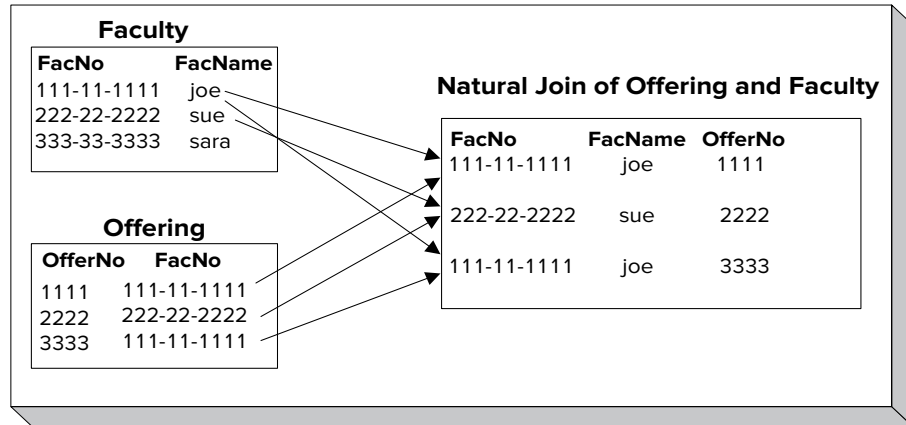 Faculty
FacNo FacName
111-11-1111 joe
222-22-2222 sue
333-33-3333 sara
Offering
OfferNo FacNo
1111 111-11-1111
2222 222-22-2222
3333 111-11-1111
Natural Join of Offering and Faculty
FacNo FacName OfferNo
111-11-1111 joe 1111
222-22-2222 sue 2222
111-11-1111 joe 3333